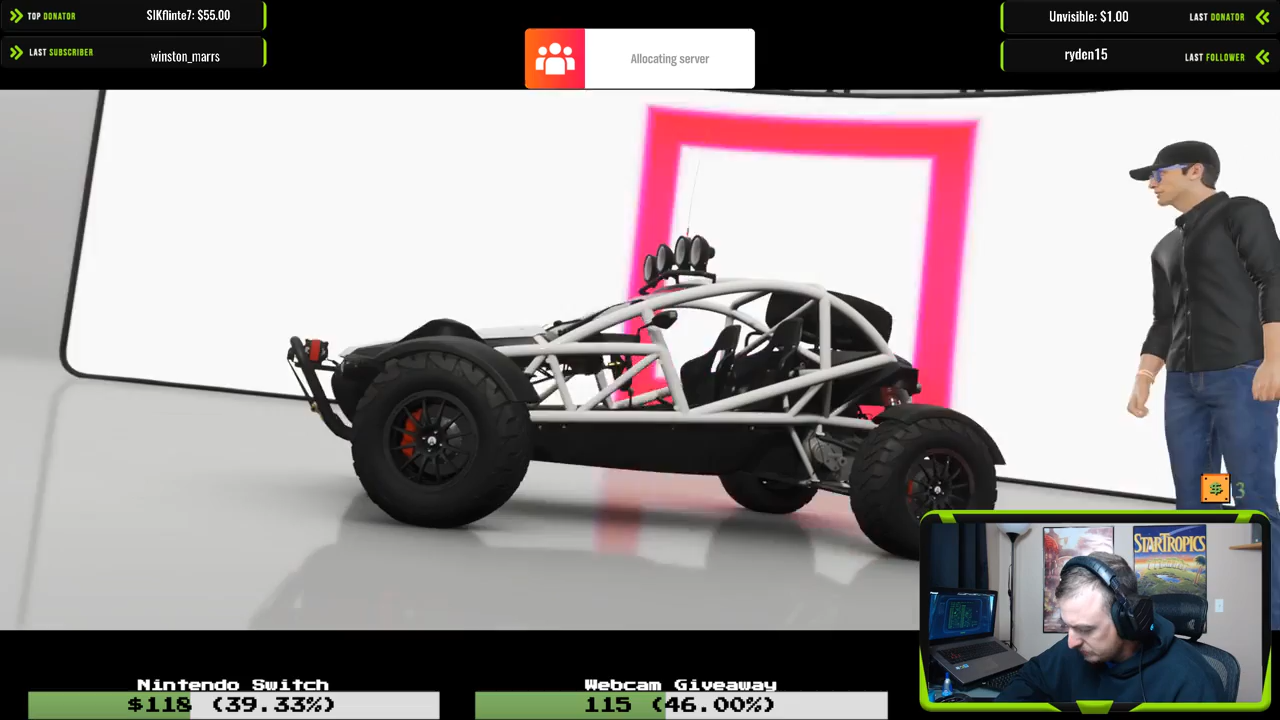 TOP DONATOR
SIKflinte7: $55.00
LAST SUBSCRIBER
winston_marrs
Allocating server
Unvisible: $1.00
LAST DONATOR
ryden15
LAST FOLLOWER
3
STARTROPICS
Nintendo Switch
$118 (39.33%)
Webcam Giveaway
115 (46.00%)